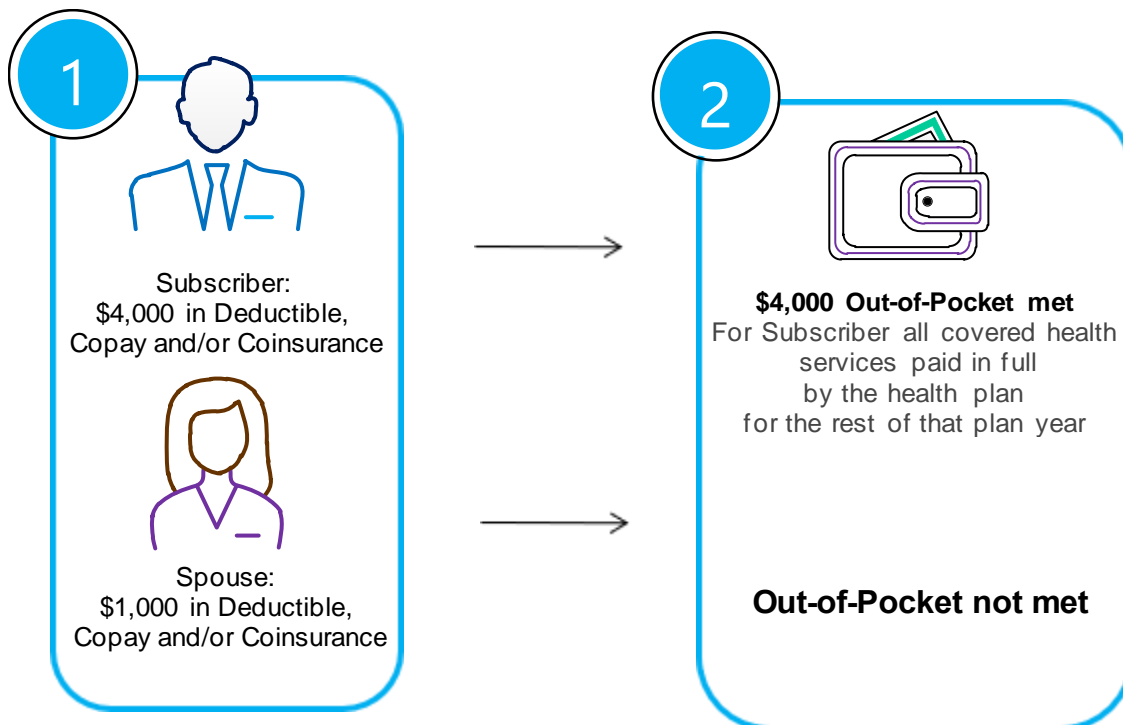 1
Subscriber:
$4,000 in Deductible,
Copay and/or Coinsurance
Spouse:
$1,000 in Deductible,
Copay and/or Coinsurance
2
$4,000 Out-of-Pocket met
For Subscriber all covered health
services paid in full
by the health plan
for the rest of that plan year
Out-of-Pocket not met